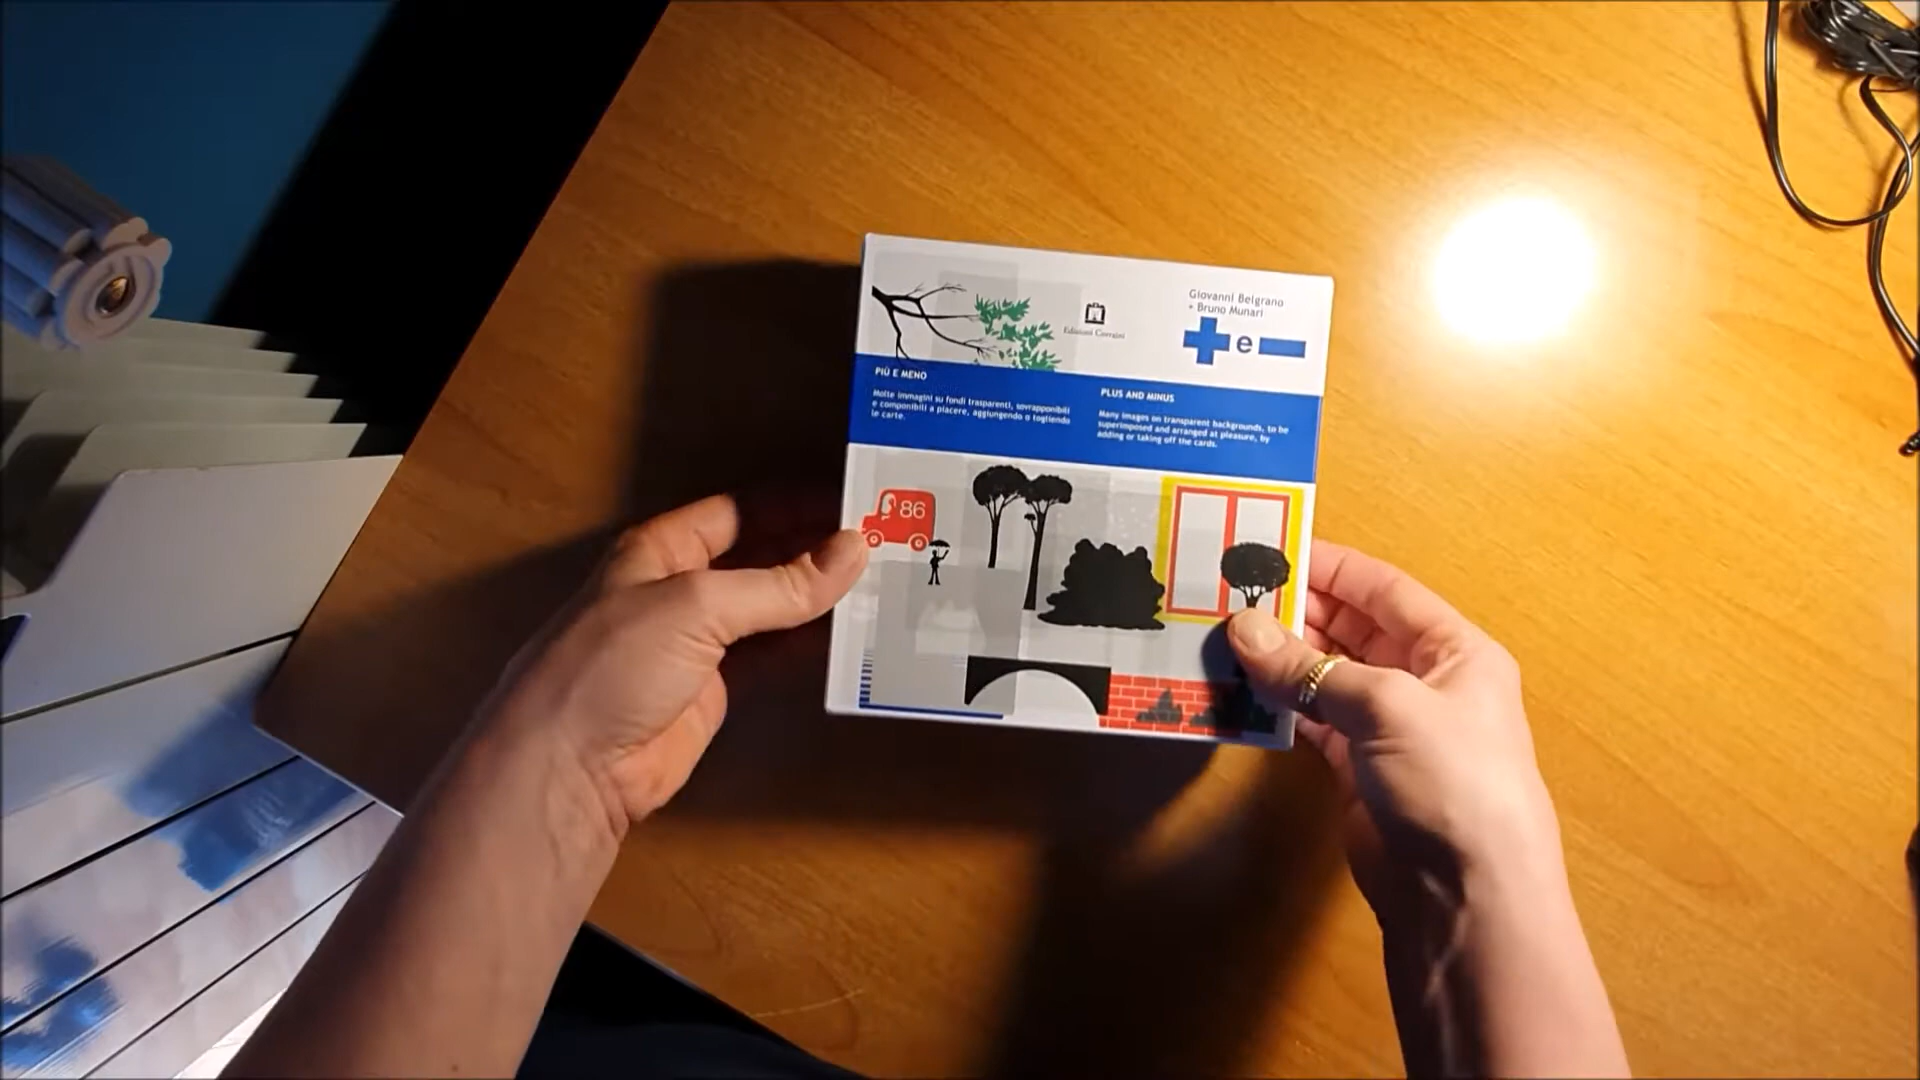 Giovanni Belgrano
+ Bruno Munari
+ e -
Edizioni Corraini
PIÙ E MENO
Molte immagini su fondi trasparenti, sovrapponibili
e componibili a piacere, aggiungendo o togliendo
le carte.
PLUS AND MINUS
Many images on transparent backgrounds, to be
superimposed and arranged at pleasure, by
adding or taking off the cards.
86